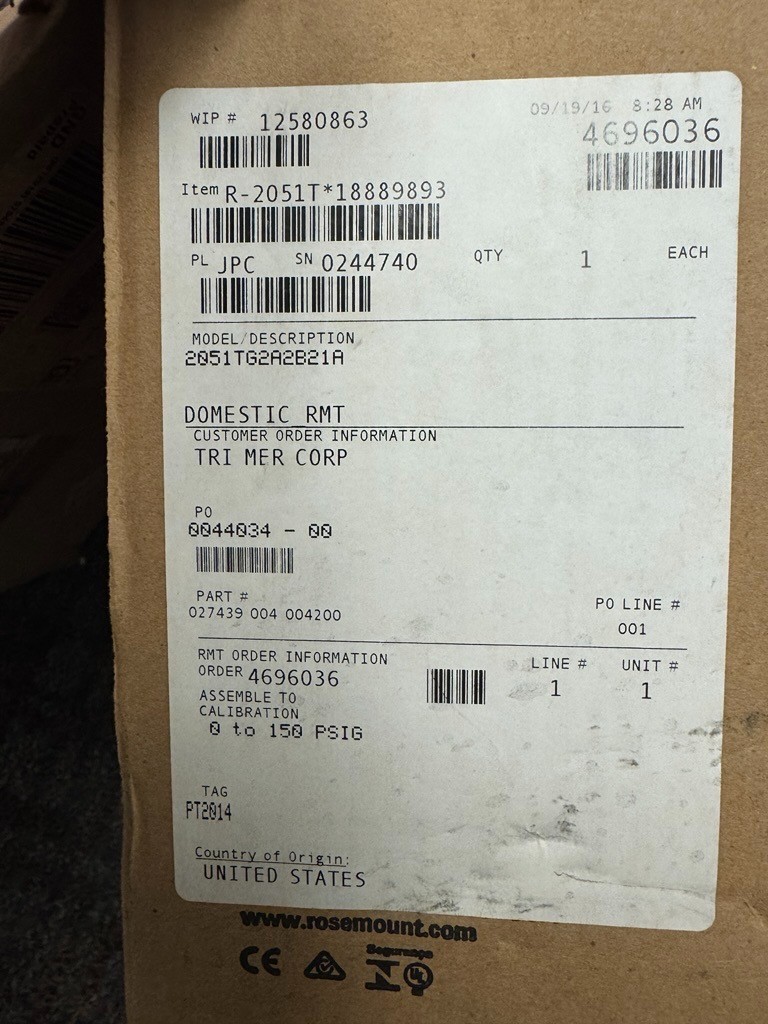 09/19/16 8:28 AM
WIP # 12580863
4696036
Item R-2051T*18889893
PL JPC SN 0244740 QTY 1 EACH
MODEL/DESCRIPTION
2051TG2A2B21A
DOMESTIC RMT
CUSTOMER ORDER INFORMATION
TRI MER CORP
PO
0044034 - 00
PART #
027439 004 004200
PO LINE #
001
RMT ORDER INFORMATION
ORDER 4696036
LINE # UNIT #
1 1
ASSEMBLE TO
CALIBRATION
0 to 150 PSIG
TAG
PT2014
Country of Origin:
UNITED STATES
www.rosemount.com
CE
Segurança
UL